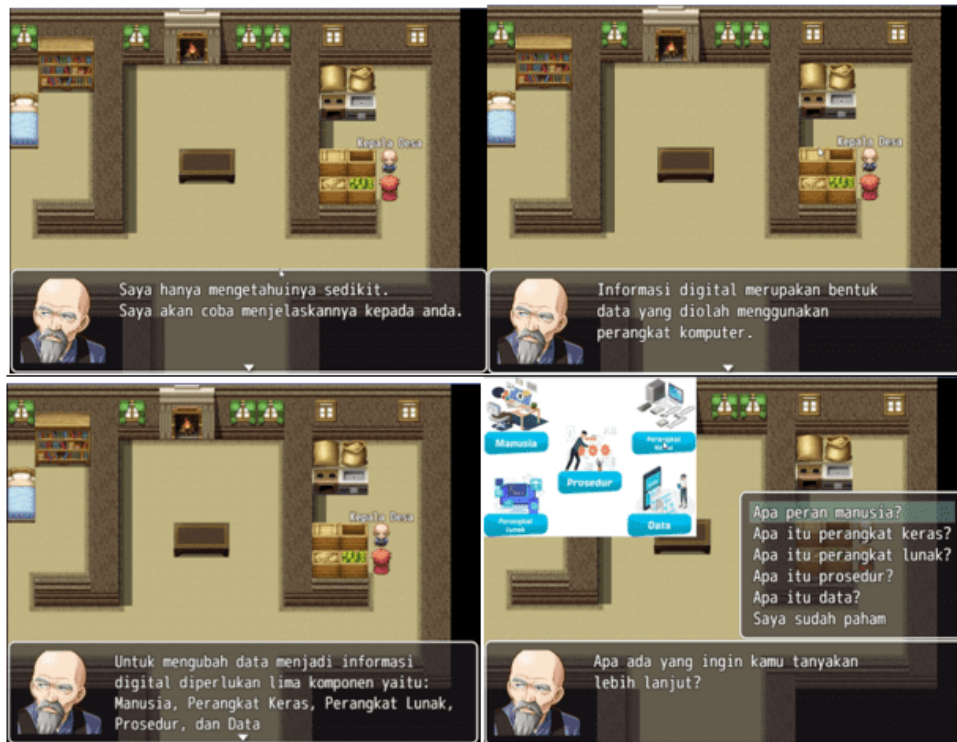 Kepala Desa
Saya hanya mengetahuinya sedikit.
Saya akan coba menjelaskannya kepada anda.
Kepala Desa
Informasi digital merupakan bentuk
data yang diolah menggunakan
perangkat komputer.
Kepala Desa
Untuk mengubah data menjadi informasi
digital diperlukan lima komponen yaitu:
Manusia, Perangkat Keras, Perangkat Lunak,
Prosedur, dan Data
Manusia
Perangkat
Prosedur
Perangkat
Lunak
Data
Apa peran manusia?
Apa itu perangkat keras?
Apa itu perangkat lunak?
Apa itu prosedur?
Apa itu data?
Saya sudah paham
Apa ada yang ingin kamu tanyakan
lebih lanjut?